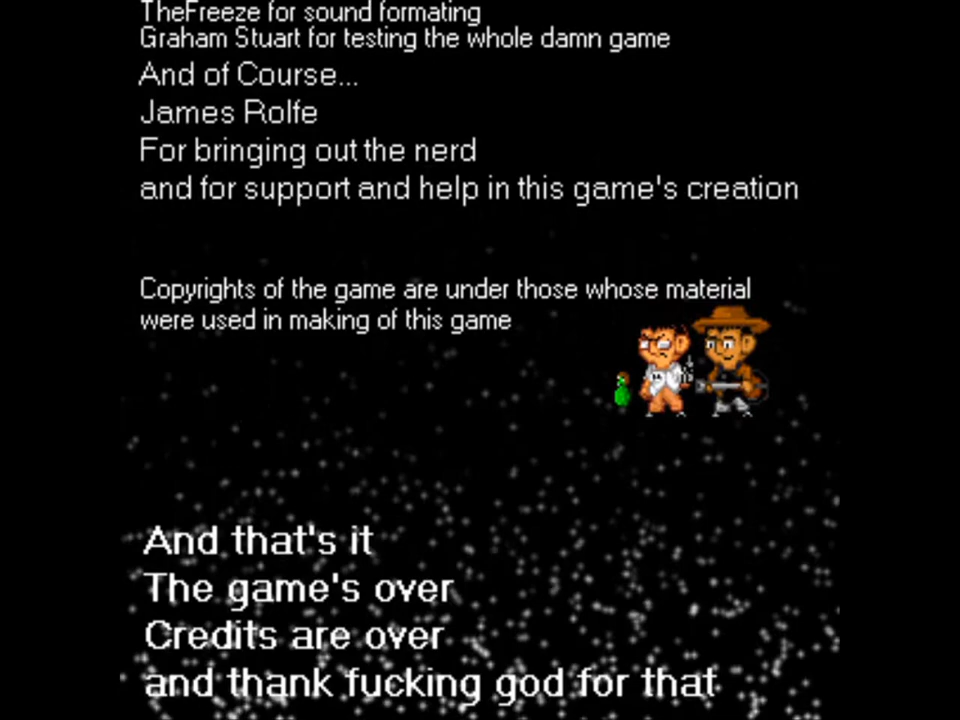 TheFreeze for sound formating
Graham Stuart for testing the whole damn game
And of Course...
James Rolfe
For bringing out the nerd
and for support and help in this game's creation
Copyrights of the game are under those whose material
were used in making of this game
And that's it
The game's over
Credits are over
and thank fucking god for that